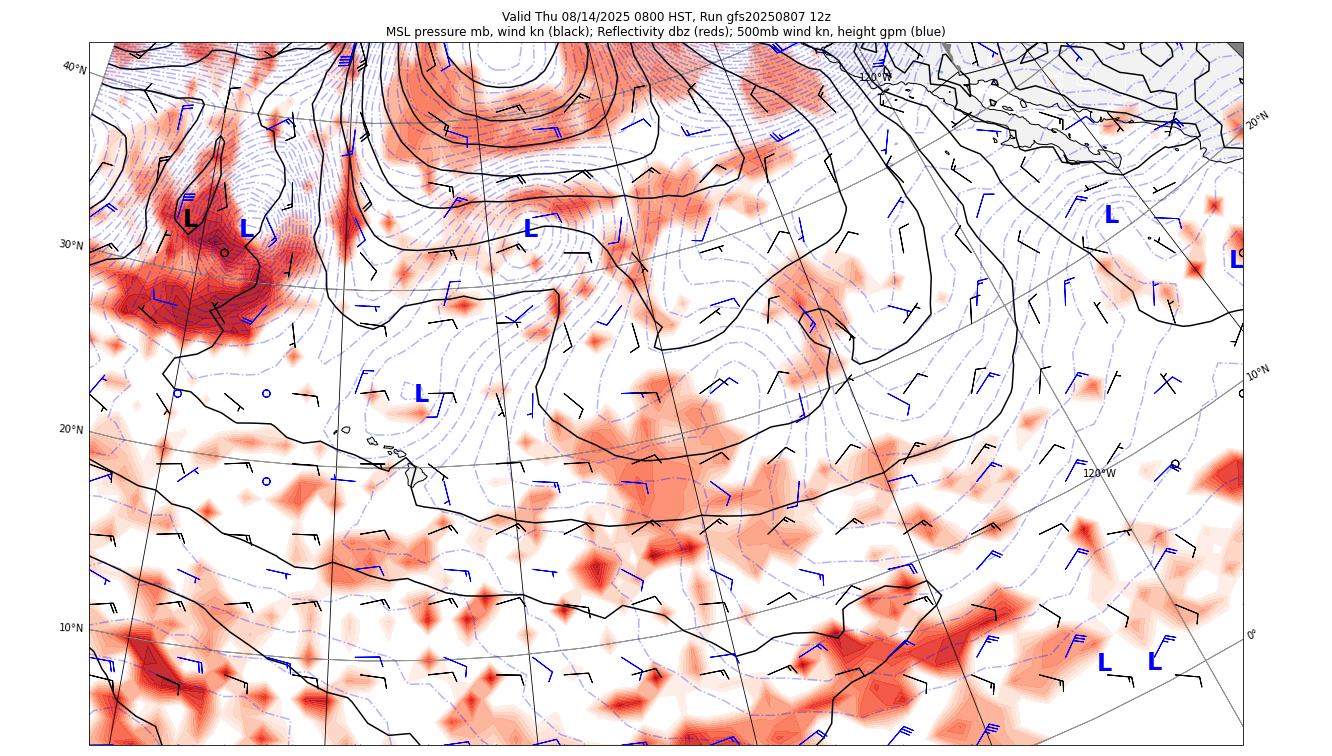 Valid Thu 08/14/2025 0800 HST, Run gfs20250807 12z
MSL pressure mb, wind kn (black); Reflectivity dbz (reds); 500mb wind kn, height gpm (blue)
40°N
120°W
20°N
L
L
L
L
30°N
L
10°N
L
20°N
120°W
10°N
0°
L
L